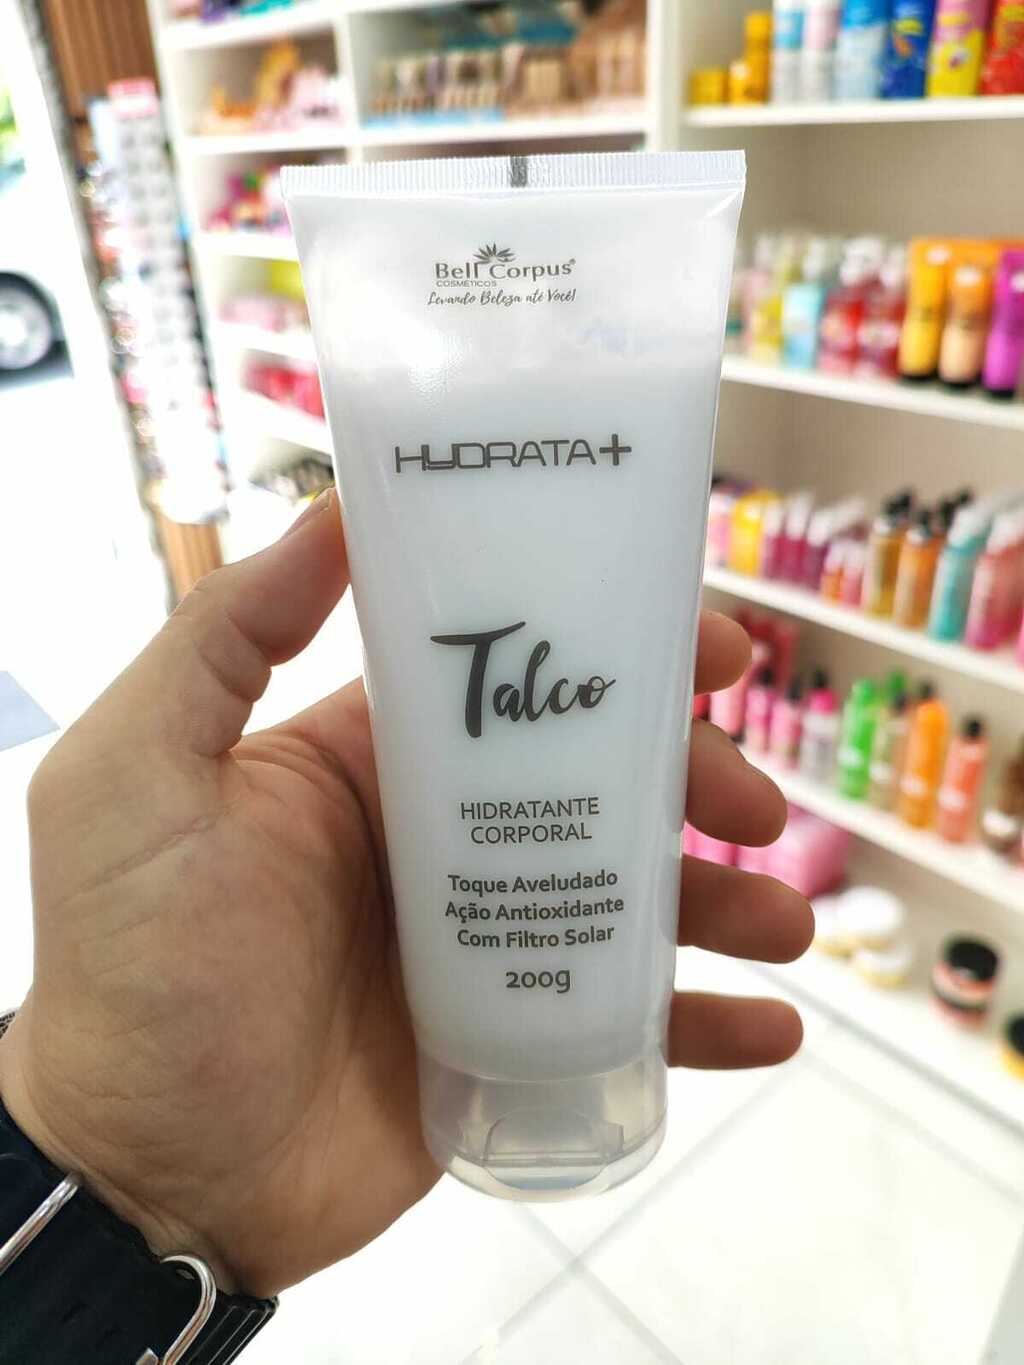 Bell Corpus®
COSMÉTICOS
Levando Beleza até Você!
HYDRATA+
Talco
HIDRATANTE
CORPORAL
Toque Aveludado
Ação Antioxidante
Com Filtro Solar
200g